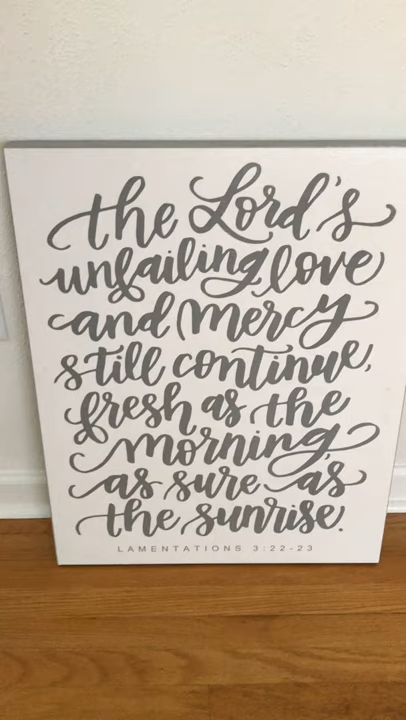 the Lord's
unfailing love
and mercy
still continue,
fresh as the
morning,
as sure as
the sunrise.
LAMENTATIONS 3:22-23